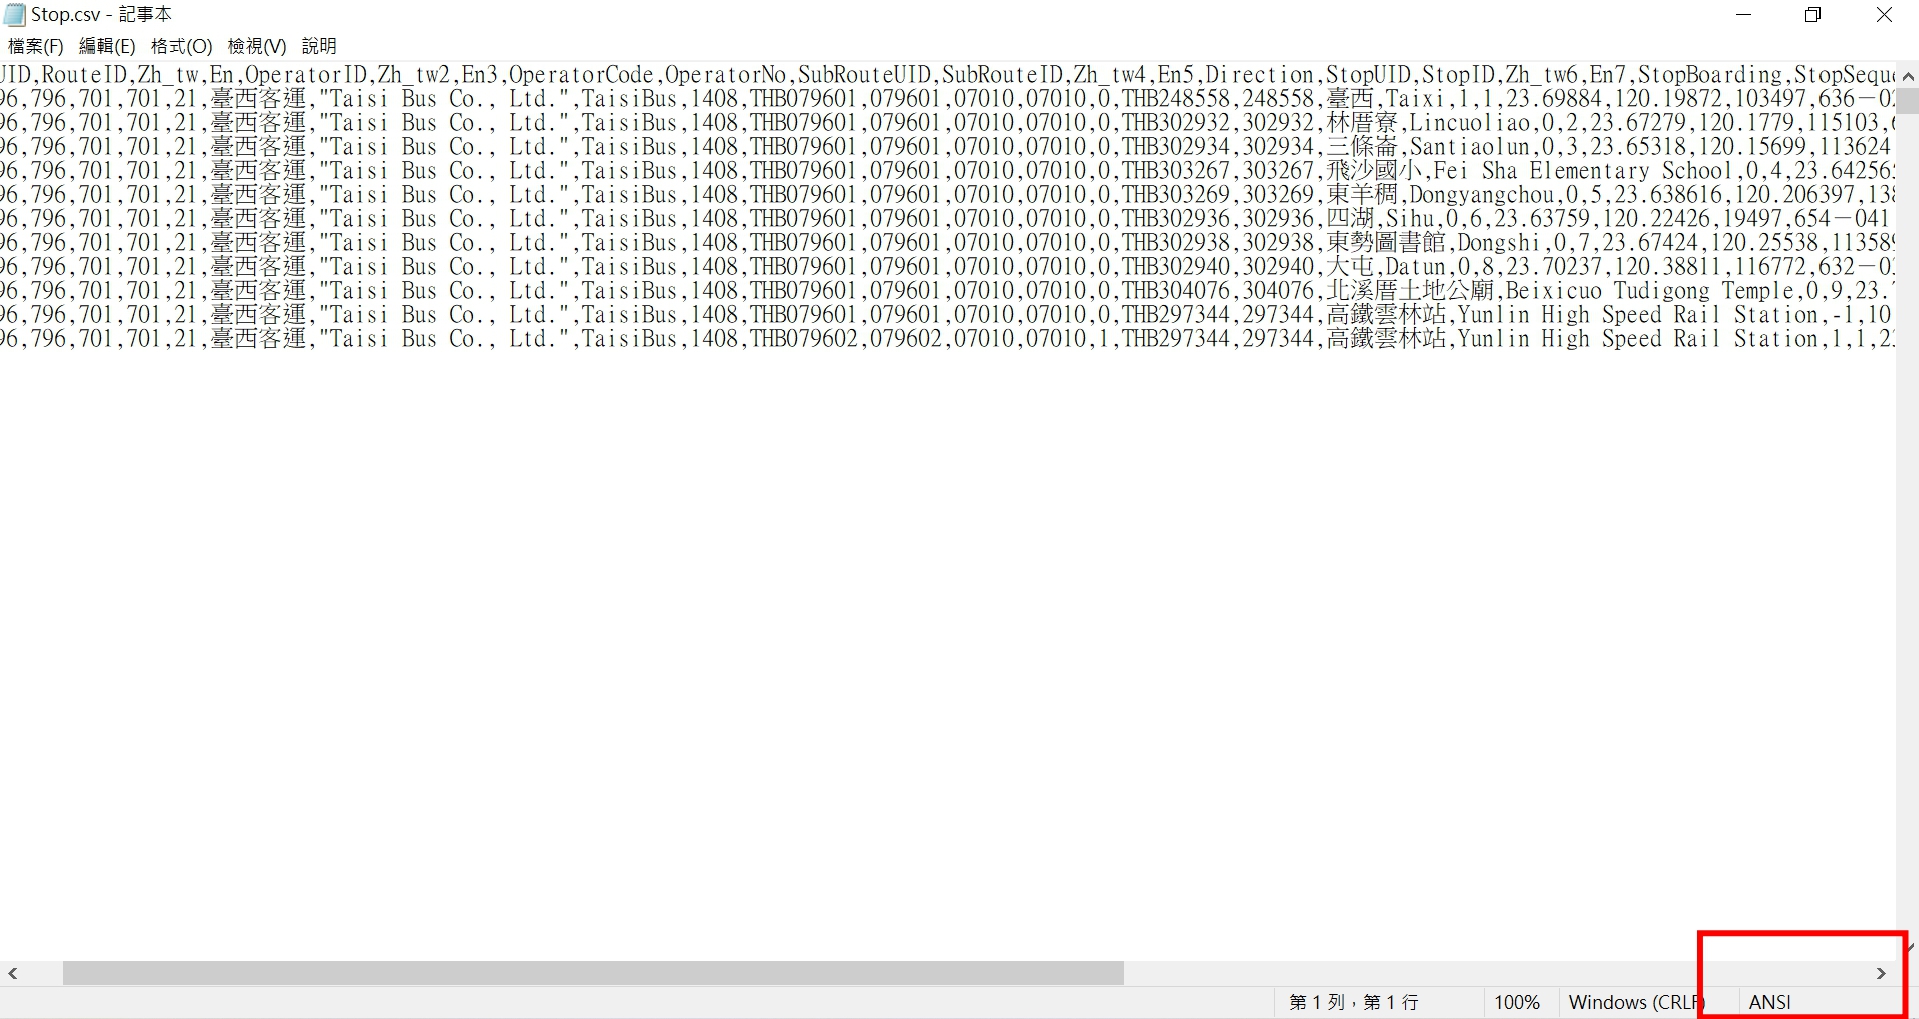 Stop.csv - 記事本
檔案(F) 編輯(E) 格式(O) 檢視(V) 說明
UID,RouteID,Zh_tw,En,OperatorID,Zh_tw2,En3,OperatorCode,OperatorNo,SubRouteUID,SubRouteID,Zh_tw4,En5,Direction,StopUID,StopID,Zh_tw6,En7,StopBoarding,StopSeque
96,796,701,701,21,臺西客運,"Taisi Bus Co., Ltd.",TaisiBus,1408,THB079601,079601,07010,07010,0,THB248558,248558,臺西,Taixi,1,1,23.69884,120.19872,103497,636－02
96,796,701,701,21,臺西客運,"Taisi Bus Co., Ltd.",TaisiBus,1408,THB079601,079601,07010,07010,0,THB302932,302932,林厝寮,Lincuoliao,0,2,23.67279,120.1779,115103,6
96,796,701,701,21,臺西客運,"Taisi Bus Co., Ltd.",TaisiBus,1408,THB079601,079601,07010,07010,0,THB302934,302934,三條崙,Santiaolun,0,3,23.65318,120.15699,113624
96,796,701,701,21,臺西客運,"Taisi Bus Co., Ltd.",TaisiBus,1408,THB079601,079601,07010,07010,0,THB303267,303267,飛沙國小,Fei Sha Elementary School,0,4,23.64256
96,796,701,701,21,臺西客運,"Taisi Bus Co., Ltd.",TaisiBus,1408,THB079601,079601,07010,07010,0,THB303269,303269,東羊稠,Dongyangchou,0,5,23.638616,120.206397,138
96,796,701,701,21,臺西客運,"Taisi Bus Co., Ltd.",TaisiBus,1408,THB079601,079601,07010,07010,0,THB302936,302936,四湖,Sihu,0,6,23.63759,120.22426,19497,654－041
96,796,701,701,21,臺西客運,"Taisi Bus Co., Ltd.",TaisiBus,1408,THB079601,079601,07010,07010,0,THB302938,302938,東勢圖書館,Dongshi,0,7,23.67424,120.25538,113589
96,796,701,701,21,臺西客運,"Taisi Bus Co., Ltd.",TaisiBus,1408,THB079601,079601,07010,07010,0,THB302940,302940,大屯,Datun,0,8,23.70237,120.38811,116772,632－02
96,796,701,701,21,臺西客運,"Taisi Bus Co., Ltd.",TaisiBus,1408,THB079601,079601,07010,07010,0,THB304076,304076,北溪厝土地公廟,Beixicuo Tudigong Temple,0,9,23.7
96,796,701,701,21,臺西客運,"Taisi Bus Co., Ltd.",TaisiBus,1408,THB079601,079601,07010,07010,0,THB297344,297344,高鐵雲林站,Yunlin High Speed Rail Station,-1,10
96,796,701,701,21,臺西客運,"Taisi Bus Co., Ltd.",TaisiBus,1408,THB079602,079602,07010,07010,1,THB297344,297344,高鐵雲林站,Yunlin High Speed Rail Station,1,1,23
第 1 列，第 1 行 100% Windows (CRLF) ANSI